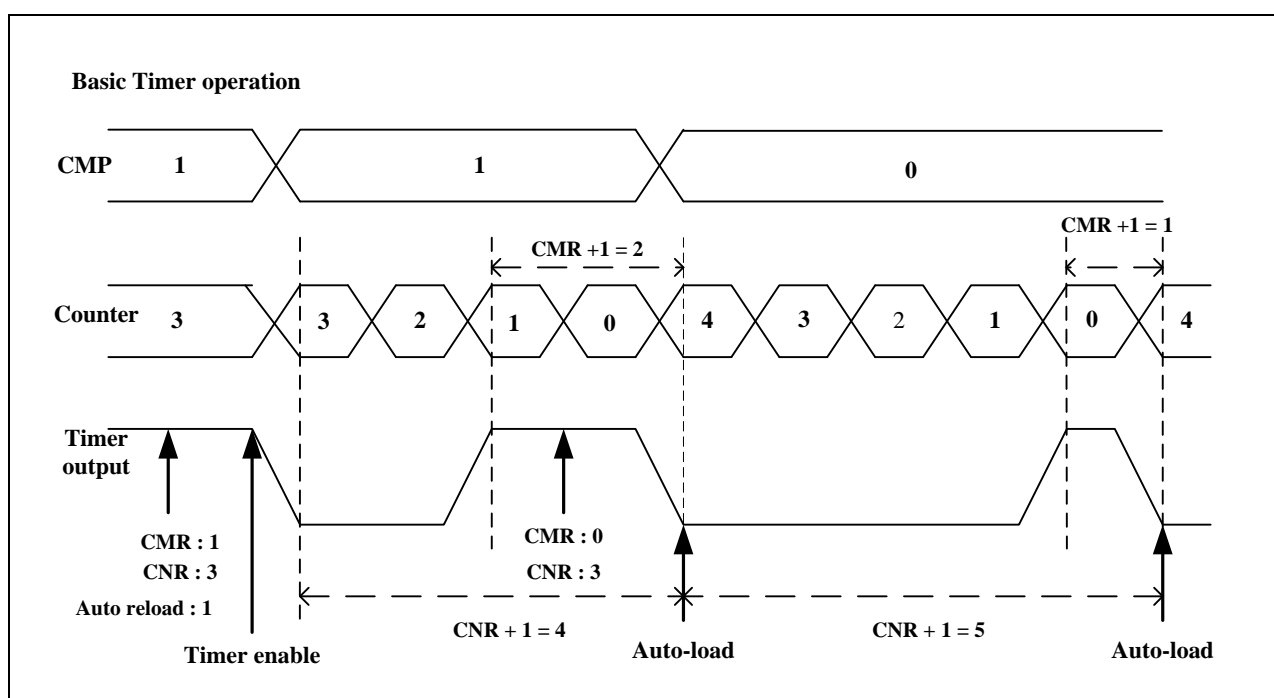 Basic Timer operation
CMP 1 1 0
CMR +1 = 2
CMR +1 = 1
Counter 3 3 2 1 0 4 3 2 1 0 4
Timer
output
CMR : 1
CNR : 3
Auto reload : 1
Timer enable
CMR : 0
CNR : 3
CNR + 1 = 4
Auto-load
CNR + 1 = 5
Auto-load